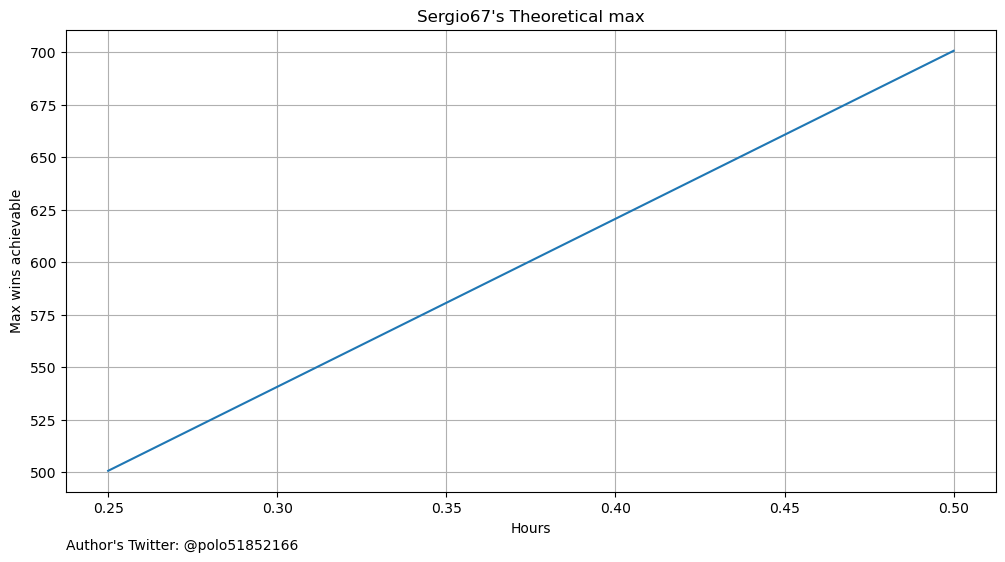 Sergio67's Theoretical max
700
675
650
625
600
575
550
525
500
Max wins achievable
0.25 0.30 0.35 0.40 0.45 0.50
Hours
Author's Twitter: @polo51852166